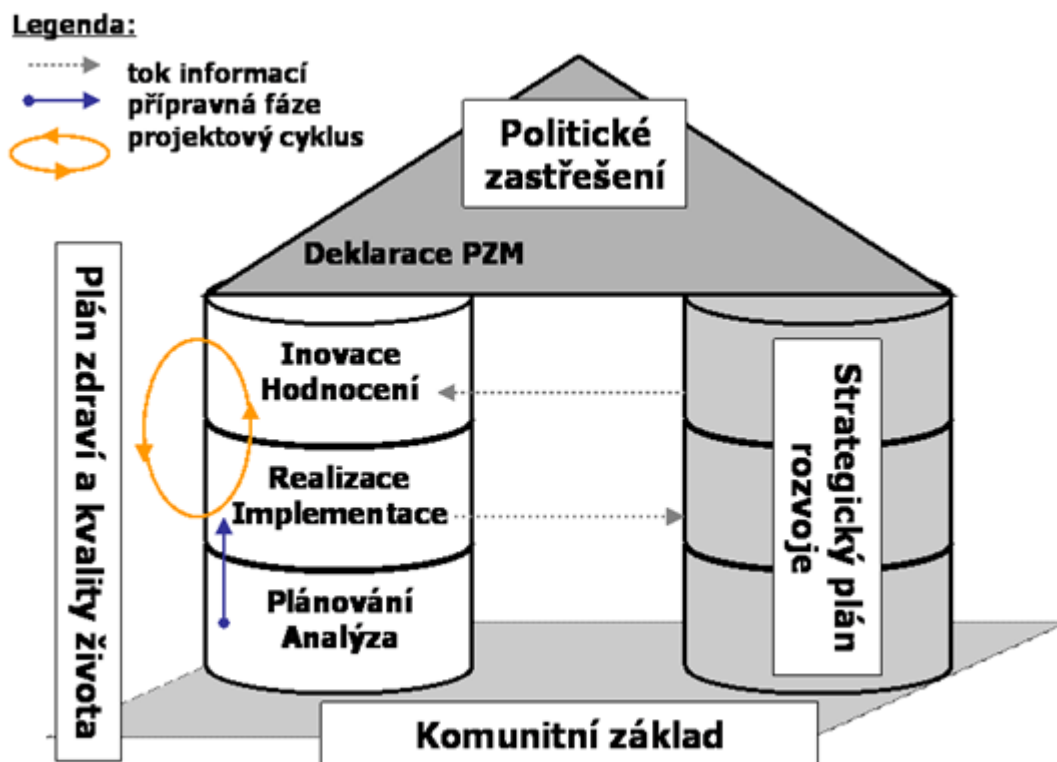 Legenda:
tok informací
přípravná fáze
projektový cyklus
Politické
zastřešení
Deklarace PZM
Plán zdraví a kvality života
Inovace
Hodnocení
Realizace
Implementace
Plánování
Analýza
Strategický plán
rozvoje
Komunitní základ